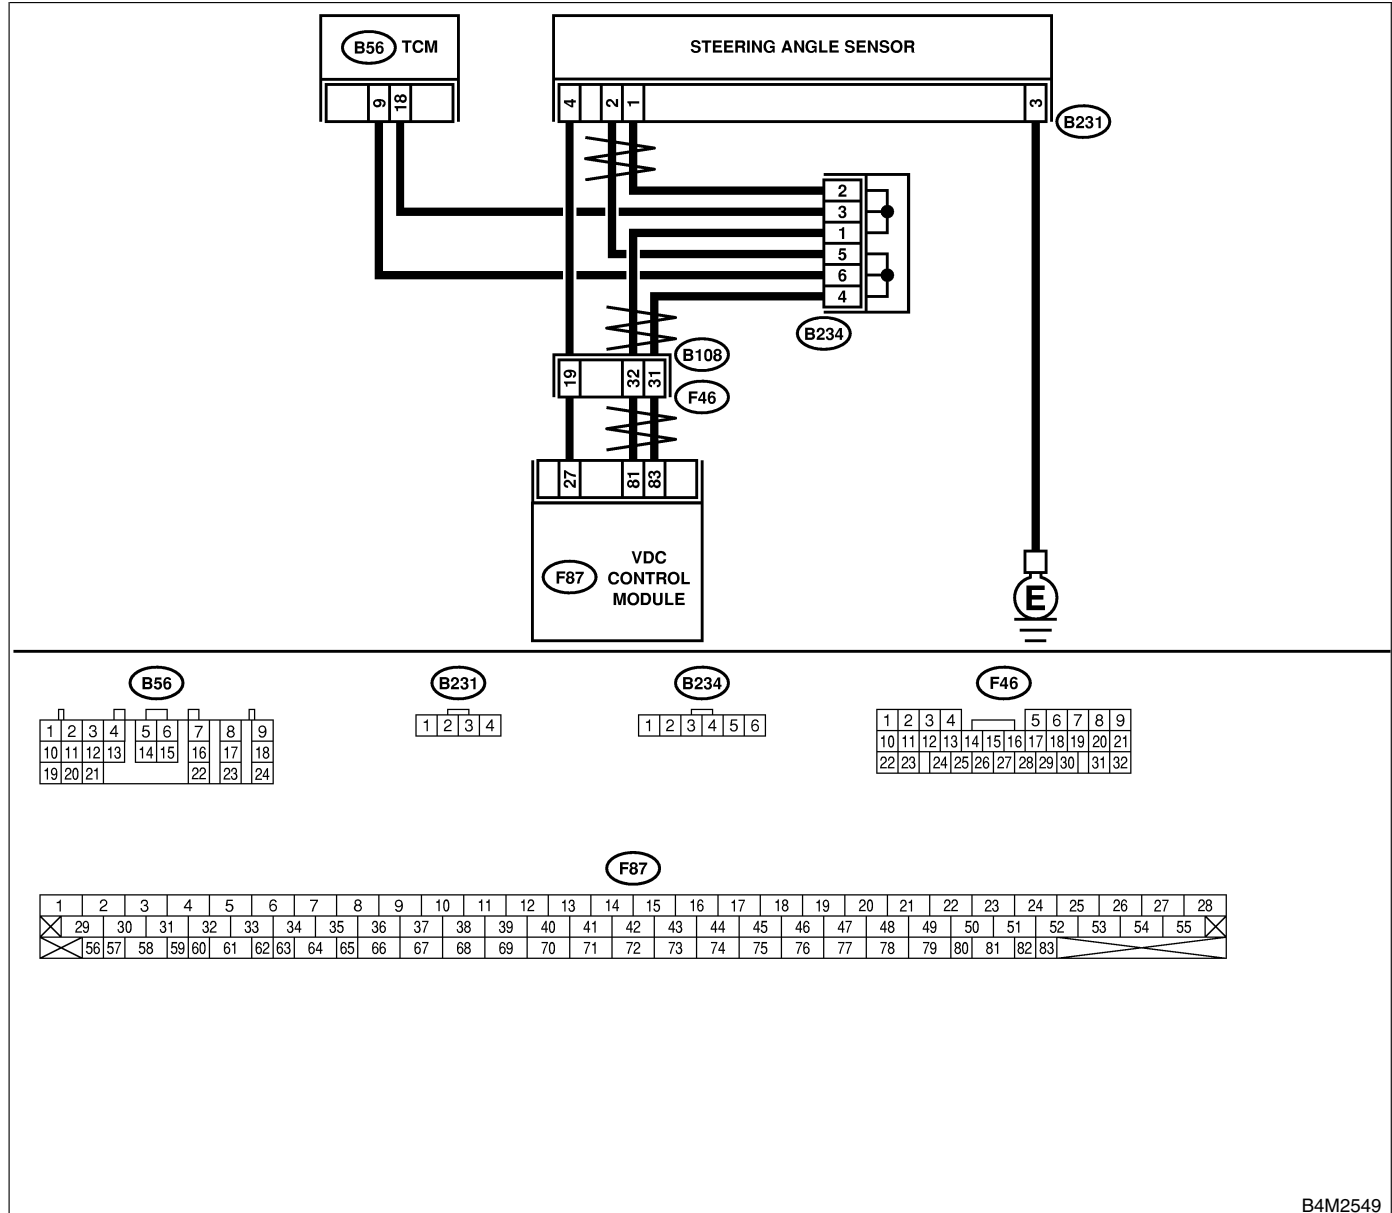 B56 TCM
STEERING ANGLE SENSOR
9 18
4 2 1 3
B231
2
3
1
5
6
4
B234
B108
19 32 31
F46
27 81 83
F87
VDC
CONTROL
MODULE
E
B56
B231
B234
F46
1 2 3 4 5 6 7 8 9
10 11 12 13 14 15 16 17 18
19 20 21 22 23 24
1 2 3 4
1 2 3 4 5 6
1 2 3 4 5 6 7 8 9
10 11 12 13 14 15 16 17 18 19 20 21
22 23 24 25 26 27 28 29 30 31 32
F87
1 2 3 4 5 6 7 8 9 10 11 12 13 14 15 16 17 18 19 20 21 22 23 24 25 26 27 28
29 30 31 32 33 34 35 36 37 38 39 40 41 42 43 44 45 46 47 48 49 50 51 52 53 54 55
56 57 58 59 60 61 62 63 64 65 66 67 68 69 70 71 72 73 74 75 76 77 78 79 80 81 82 83
B4M2549